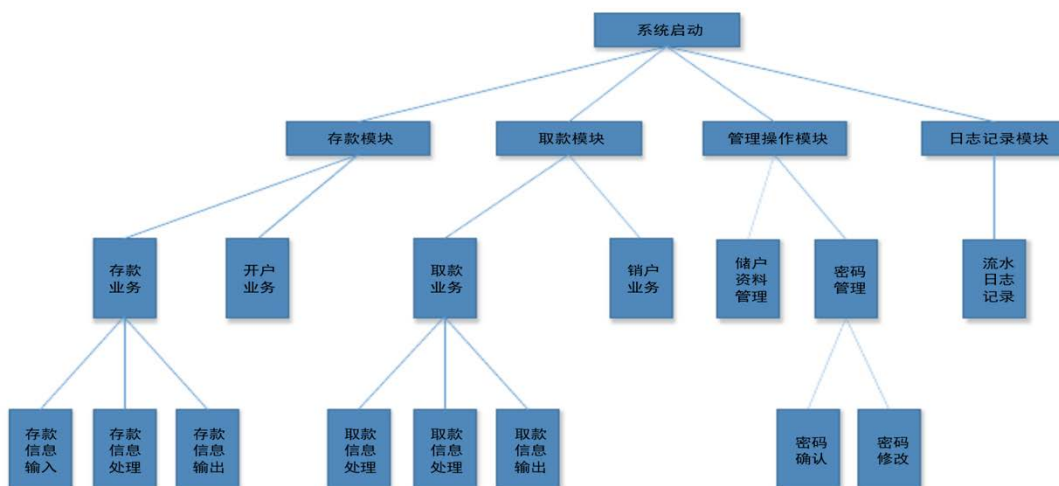 系统启动
存款模块
取款模块
管理操作模块
日志记录模块
存款
业务
开户
业务
取款
业务
销户
业务
储户
资料
管理
密码
管理
流水
日志
记录
存款
信息
输入
存款
信息
处理
存款
信息
输出
取款
信息
处理
取款
信息
处理
取款
信息
输出
密码
确认
密码
修改